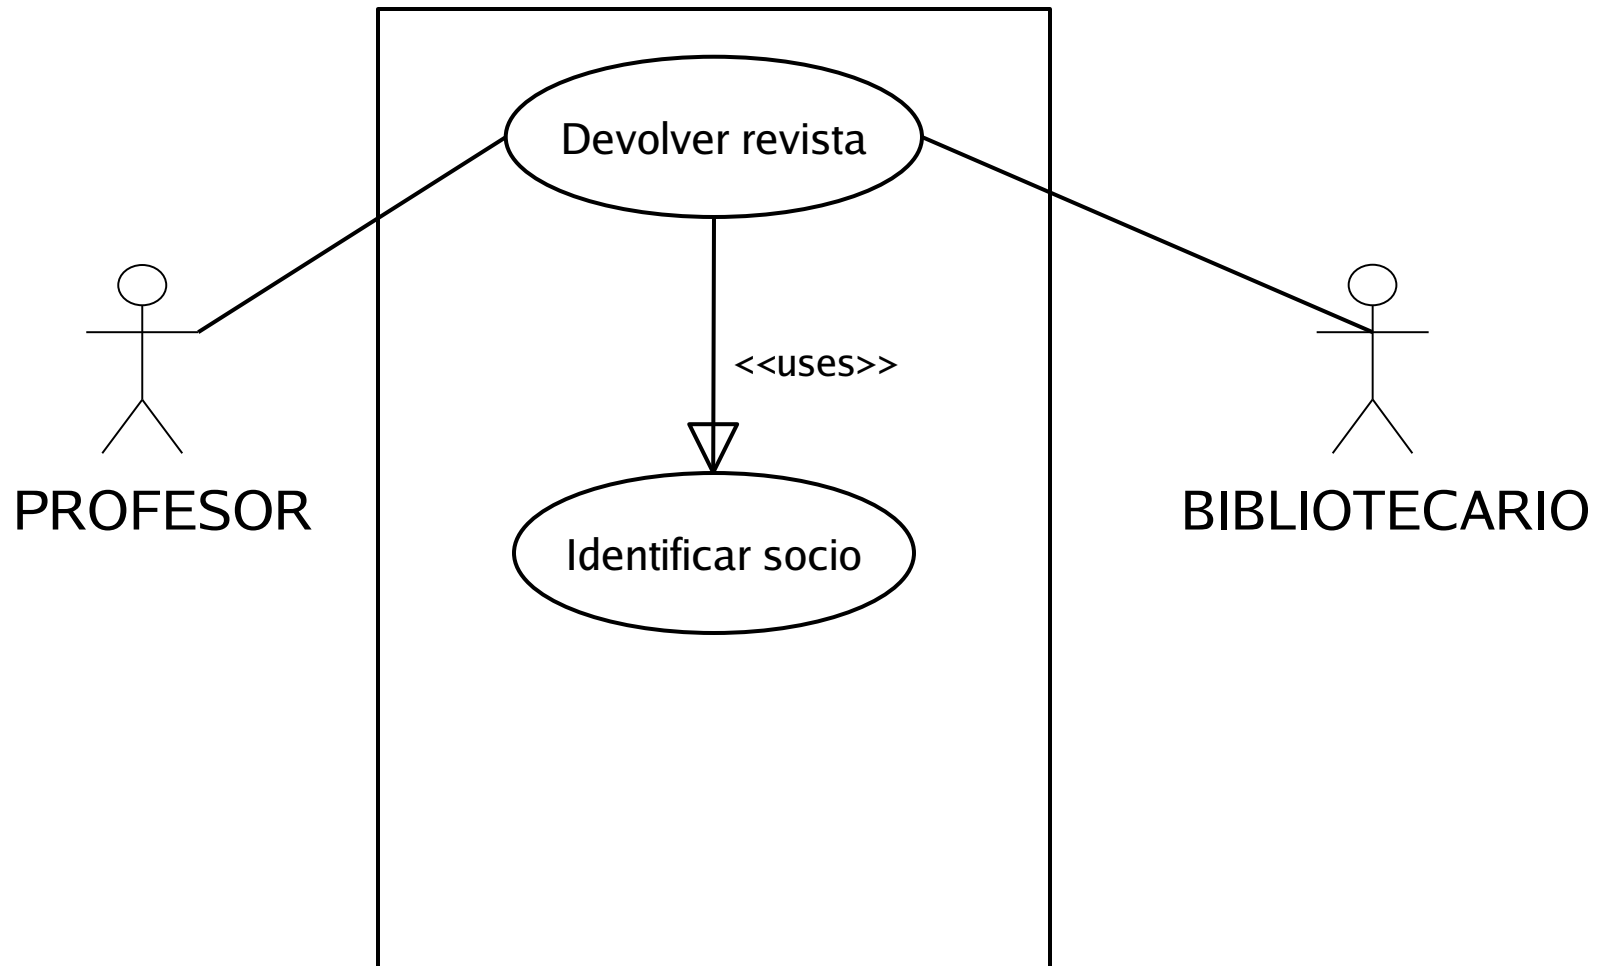 Devolver revista
<<uses>>
PROFESOR
BIBLIOTECARIO
Identificar socio